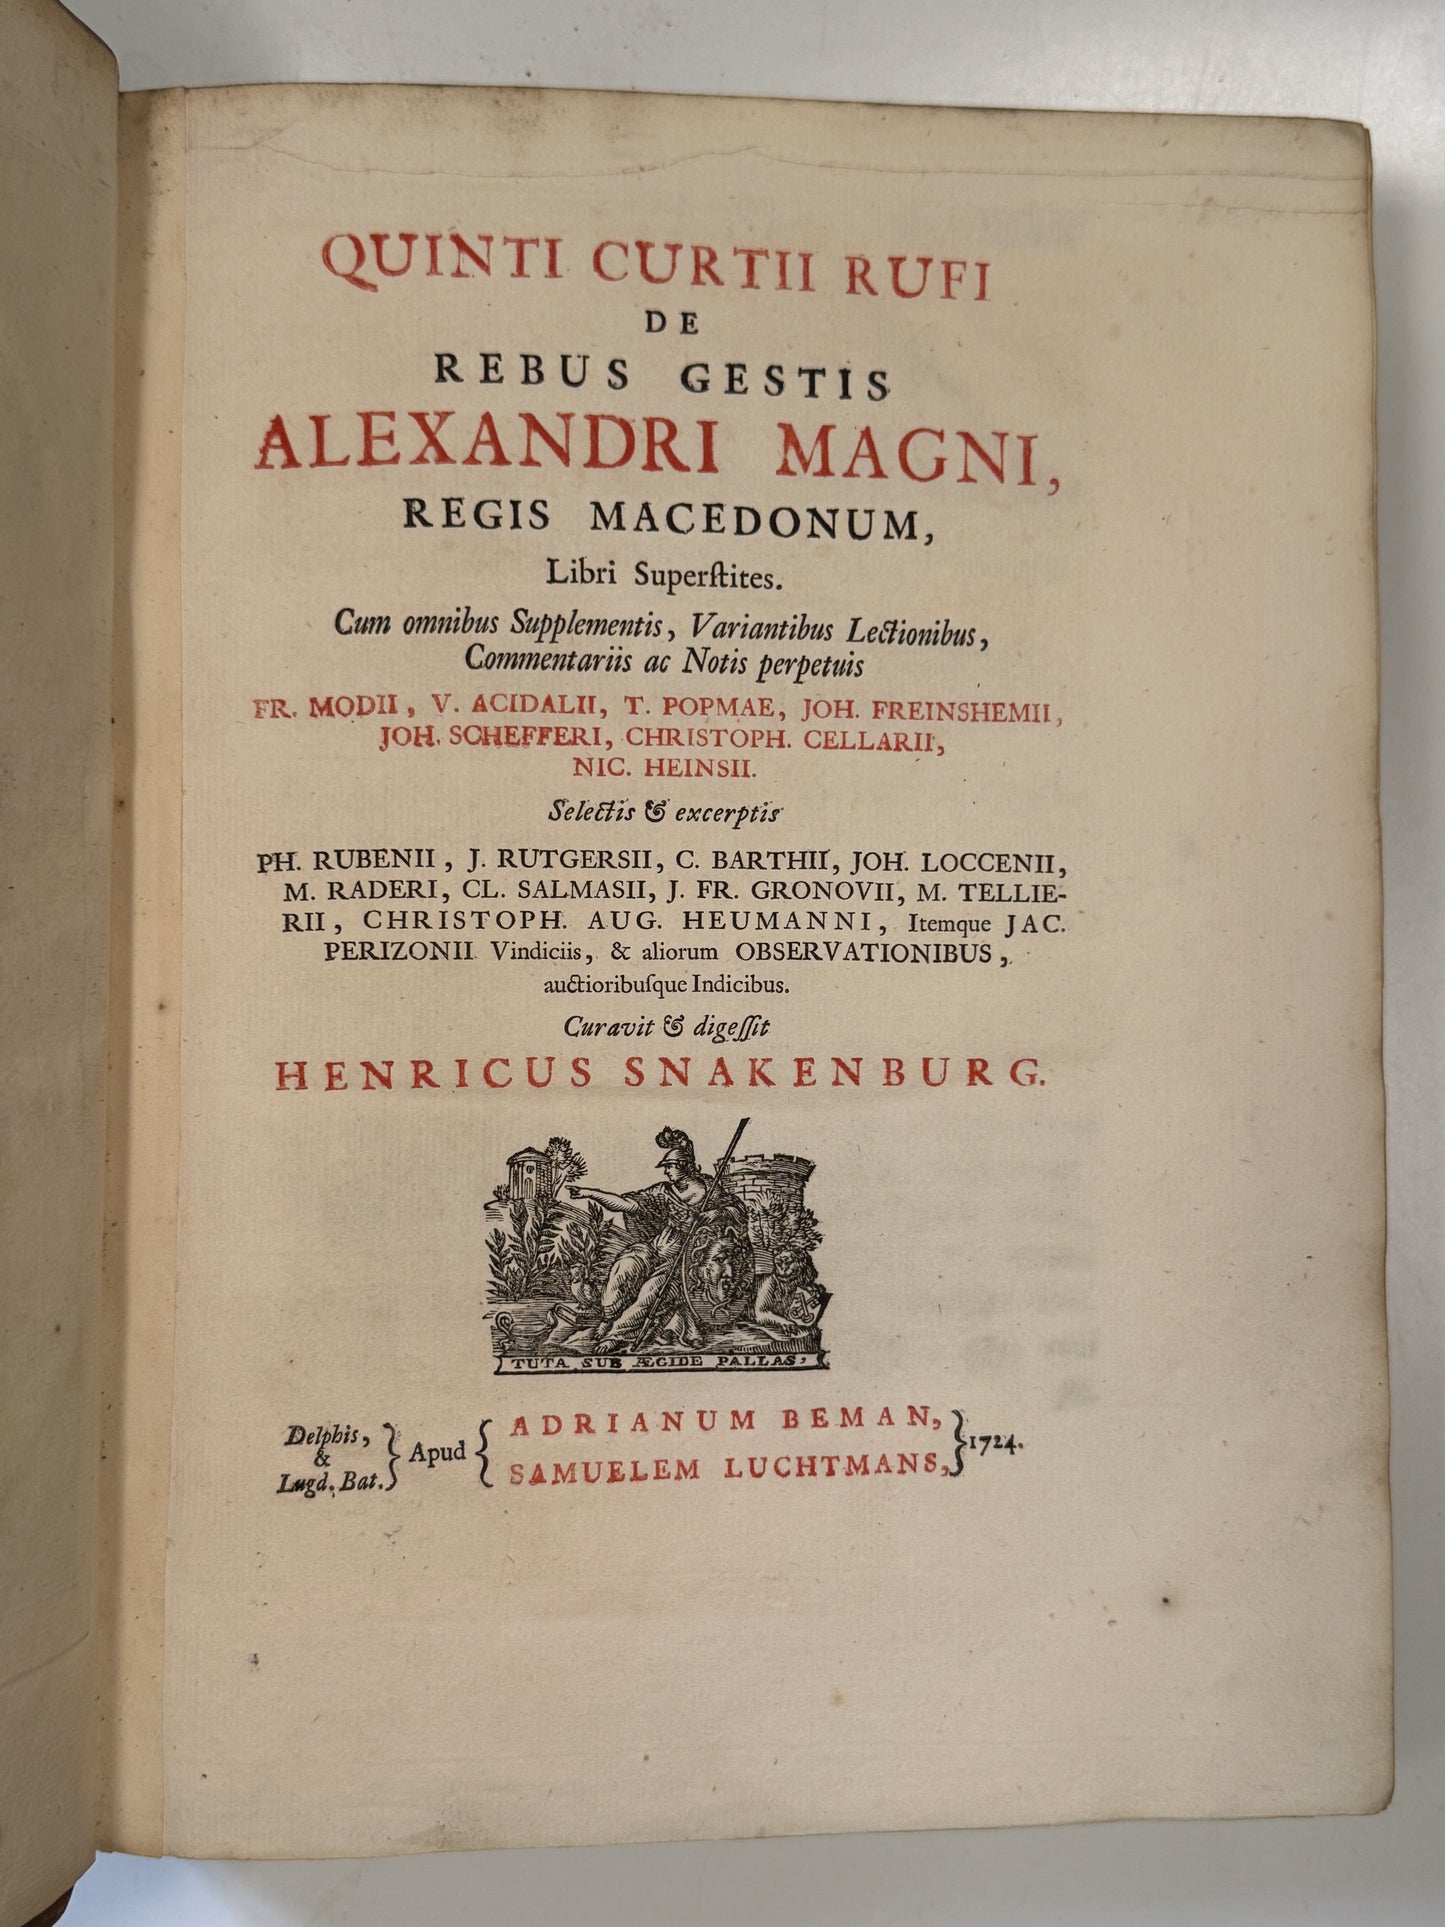 QUINTI CURTII RUFI
DE
REBUS GESTIS
ALEXANDRI MAGNI,
REGIS MACEDONUM,
Libri Superſtites.
Cum omnibus Supplementis, Variantibus Lectionibus,
Commentariis ac Notis perpetuis
FR. MODII, V. ACIDALII, T. POPMAE, JOH. FREINSHEMII,
JOH. SCHEFFERI, CHRISTOPH. CELLARII,
NIC. HEINSII.
Selectis & excerptis
PH. RUBENII, J. RUTGERSII, C. BARTHII, JOH. LOCCENII,
M. RADERI, CL. SALMASII, J. FR. GRONOVII, M. TELLIE-
RII, CHRISTOPH. AUG. HEUMANNI, Itemque JAC.
PERIZONII Vindiciis, & aliorum OBSERVATIONIBUS,
auctioribuſque Indicibus.
Curavit & digeſſit
HENRICUS SNAKENBURG.
TUTA SUB ÆGIDE PALLAS,
Delphis, & Lugd. Bat. } Apud { ADRIANUM BEMAN, SAMUELEM LUCHTMANS, } 1724.